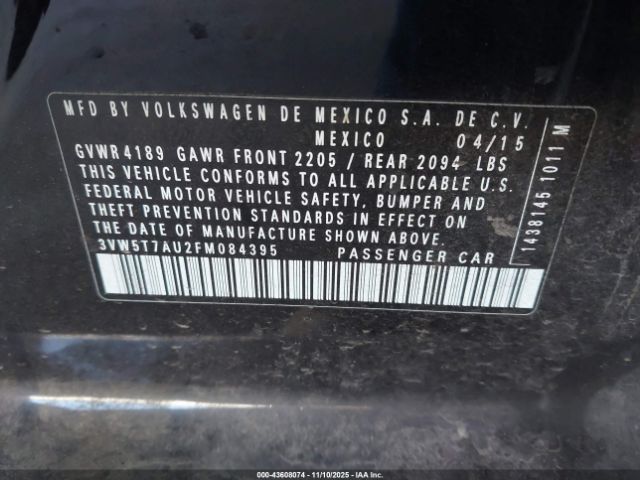 MFD BY VOLKSWAGEN DE MEXICO S.A. DE C.V.
MEXICO 04/15
GVWR4189 GAWR FRONT 2205 / REAR 2094 LBS
THIS VEHICLE CONFORMS TO ALL APPLICABLE U.S.
FEDERAL MOTOR VEHICLE SAFETY, BUMPER AND
THEFT PREVENTION STANDARDS IN EFFECT ON
THE DATE OF MANUFACTURE SHOWN ABOVE.
3VW5T7AU2FM084395 PASSENGER CAR
1438145 1011 M
000-43608074 - 11/10/2025 - IAA Inc.